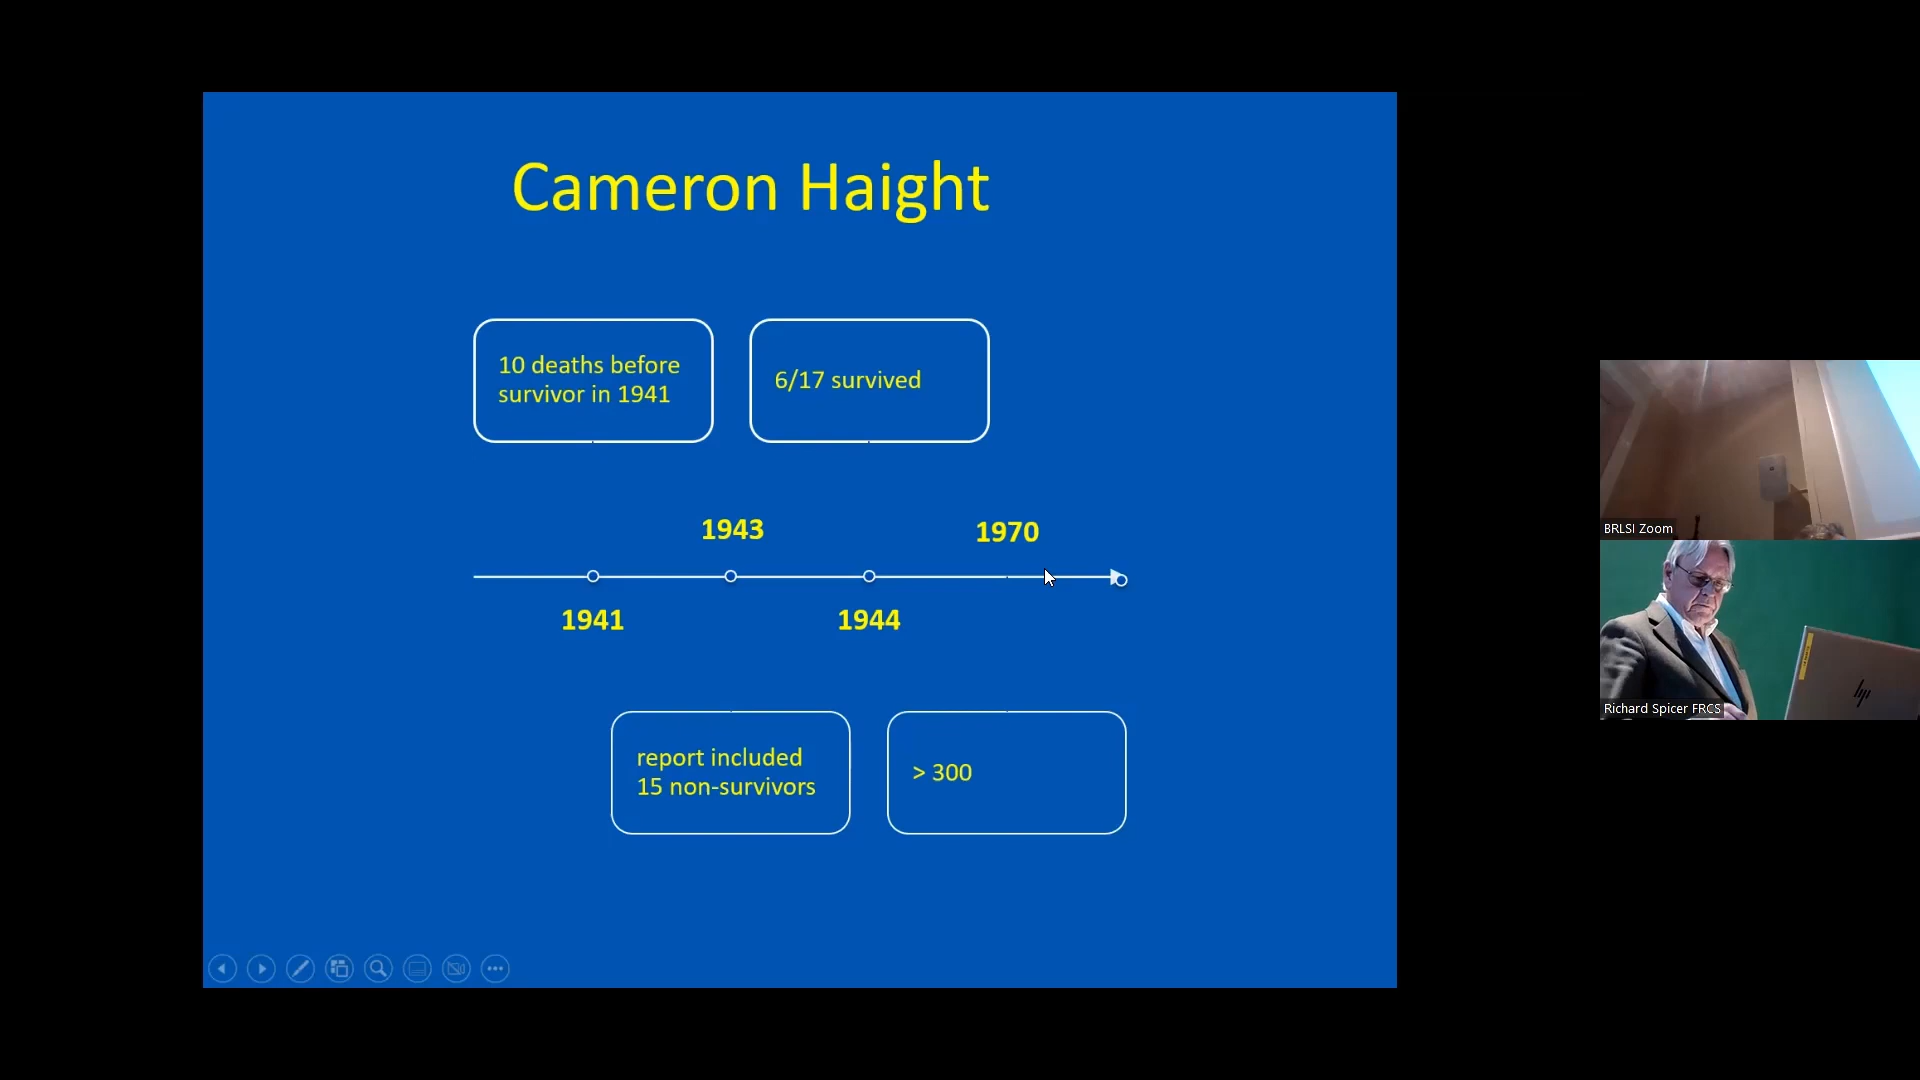 Cameron Haight
10 deaths before
survivor in 1941
6/17 survived
1943
1970
1941
1944
report included
15 non-survivors
> 300
BRLSI Zoom
hp
Richard Spicer FRCS